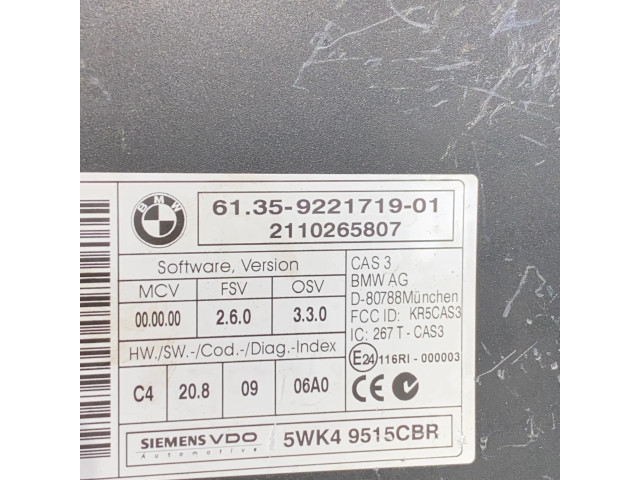 BMW
61.35-9221719-01
2110265807
Software, Version
MCV FSV OSV
00.00.00 2.6.0 3.3.0
HW./SW.-/Cod.-/Diag.-Index
C4 20.8 09 06A0
CAS 3
BMW AG
D-80788München
FCC ID: KR5CAS3
IC: 267 T - CAS3
E24 116RI - 000003
CE
SIEMENS VDO
Automotive
5WK4 9515CBR